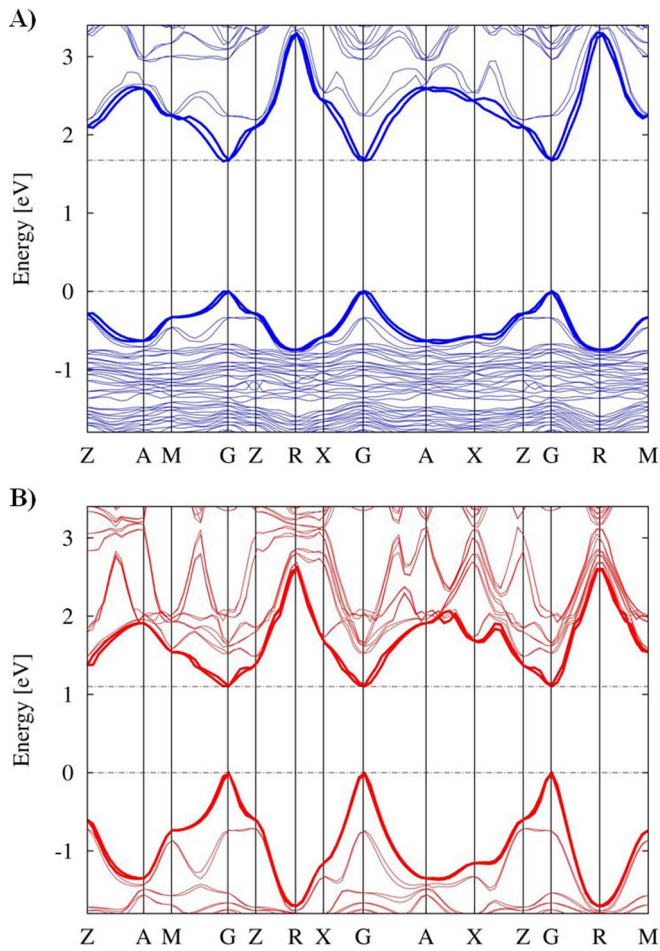 A)
3
2
1
0
-1
Energy [eV]
Z A M G Z R X G A X Z G R M
B)
3
2
1
0
-1
Energy [eV]
Z A M G Z R X G A X Z G R M